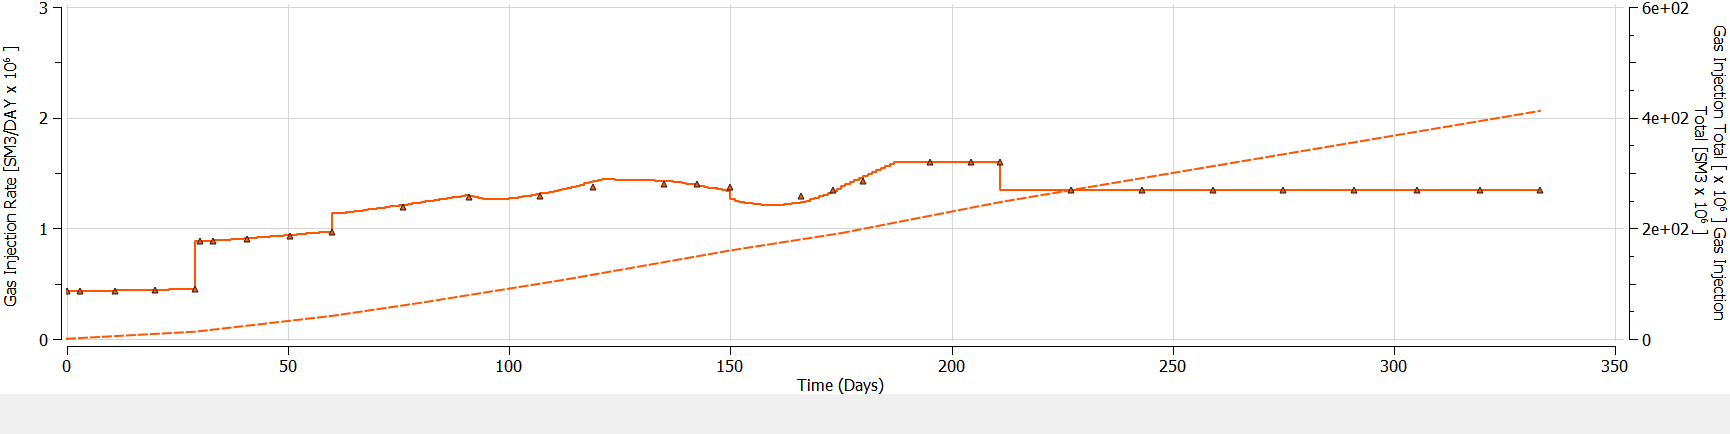 3
2
1
0
Gas Injection Rate [SM3/DAY x 10⁶ ]
0
50
100
150
200
250
300
350
Time (Days)
6e+02
4e+02
2e+02
0
Gas Injection Total [ x 10⁶ ] Gas Injection
Total [SM3 x 10⁶ ]